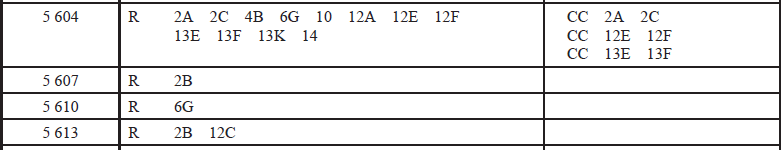 5 604 R 2A 2C 4B 6G 10 12A 12E 12F CC 2A 2C
13E 13F 13K 14 CC 12E 12F
CC 13E 13F
5 607 R 2B
5 610 R 6G
5 613 R 2B 12C